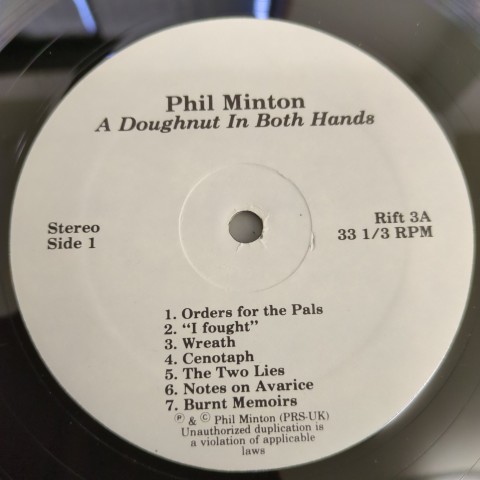 Phil Minton
A Doughnut In Both Hands
Stereo
Side 1
Rift 3A
33 1/3 RPM
1. Orders for the Pals
2. "I fought"
3. Wreath
4. Cenotaph
5. The Two Lies
6. Notes on Avarice
7. Burnt Memoirs
℗ & © Phil Minton (PRS-UK)
Unauthorized duplication is
a violation of applicable
laws